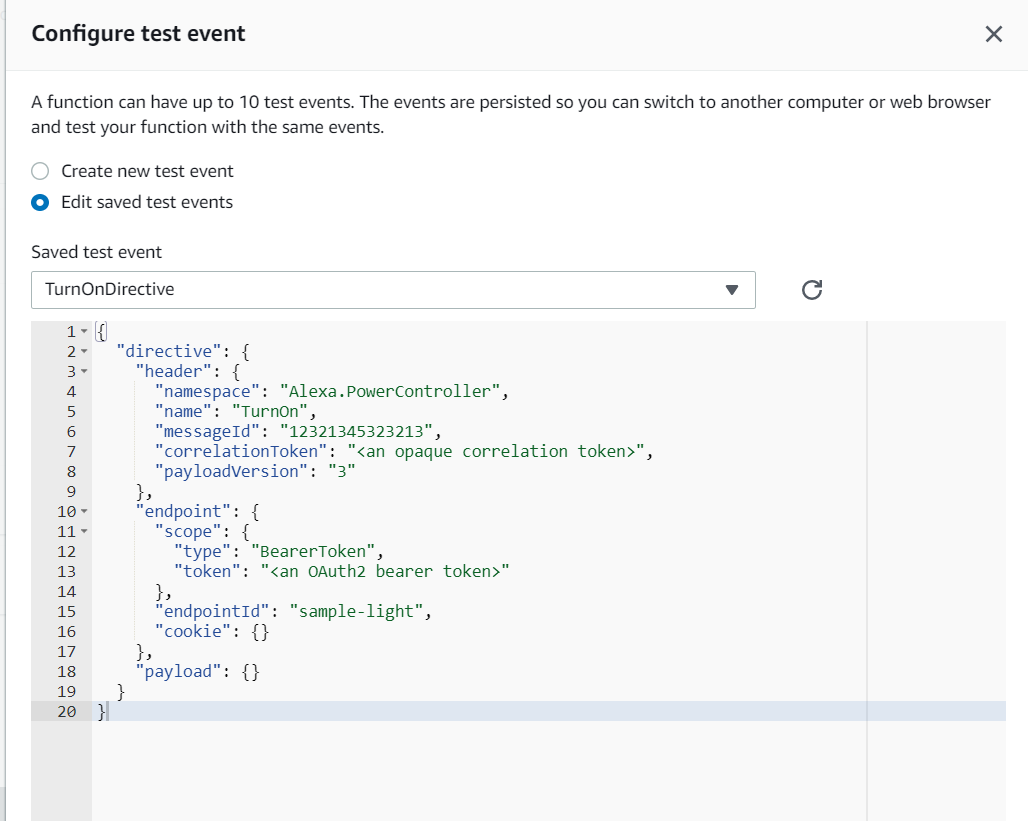 Configure test event
A function can have up to 10 test events. The events are persisted so you can switch to another computer or web browser
and test your function with the same events.
Create new test event
Edit saved test events
Saved test event
TurnOnDirective
1 {
2   "directive": {
3     "header": {
4       "namespace": "Alexa.PowerController",
5       "name": "TurnOn",
6       "messageId": "12321345323213",
7       "correlationToken": "<an opaque correlation token>",
8       "payloadVersion": "3"
9     },
10     "endpoint": {
11       "scope": {
12         "type": "BearerToken",
13         "token": "<an OAuth2 bearer token>"
14       },
15       "endpointId": "sample-light",
16       "cookie": {}
17     },
18     "payload": {}
19   }
20 }